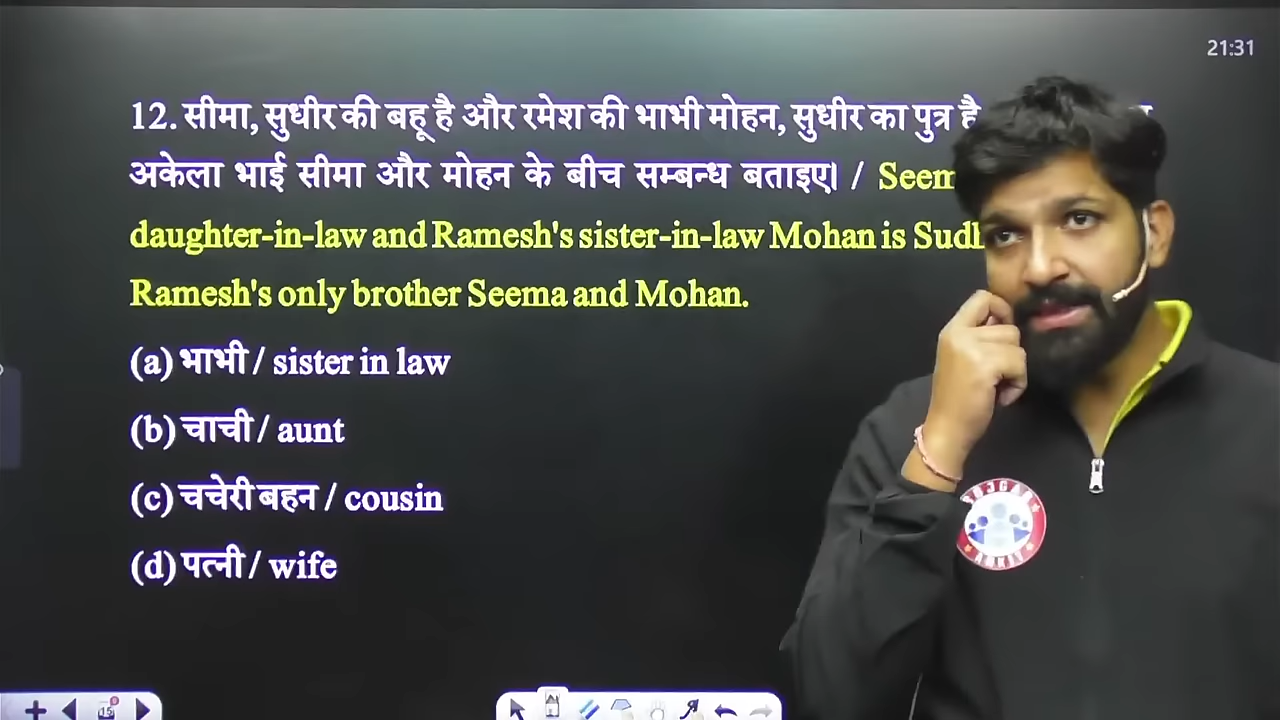 21:31
12. सीमा, सुधीर की बहू है और रमेश की भाभी मोहन, सुधीर का पुत्र है
अकेला भाई सीमा और मोहन के बीच सम्बन्ध बताइए। /
daughter-in-law and Ramesh's sister-in-law Mohan is
Ramesh's only brother Seema and Mohan.
(a) भाभी / sister in law
(b) चाची / aunt
(c) चचेरी बहन / cousin
(d) पत्नी / wife